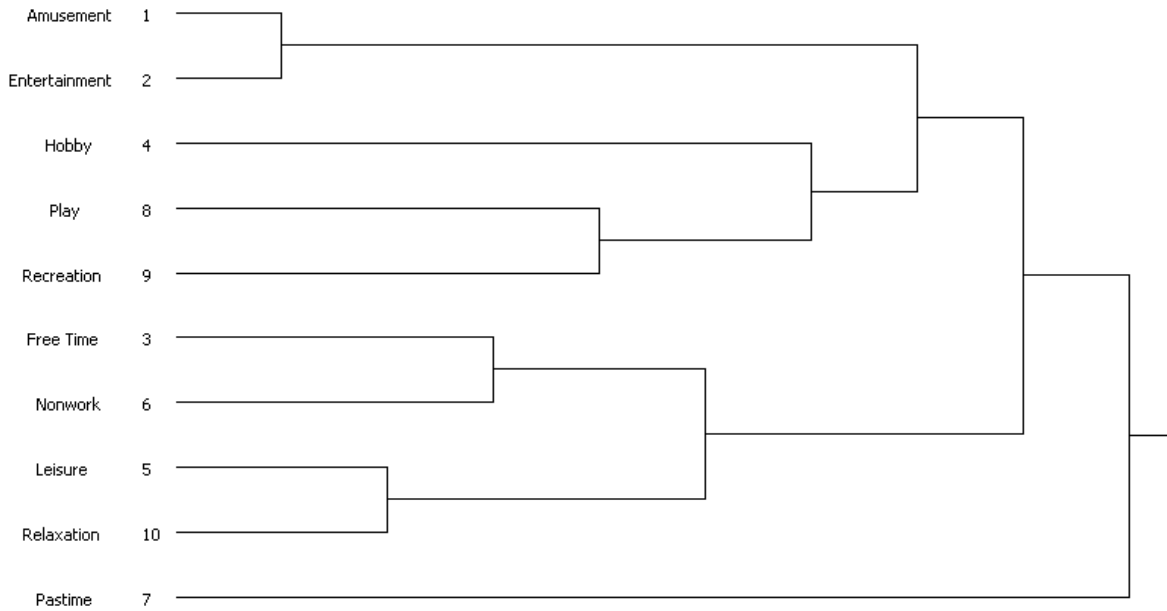 Amusement 1
Entertainment 2
Hobby 4
Play 8
Recreation 9
Free Time 3
Nonwork 6
Leisure 5
Relaxation 10
Pastime 7